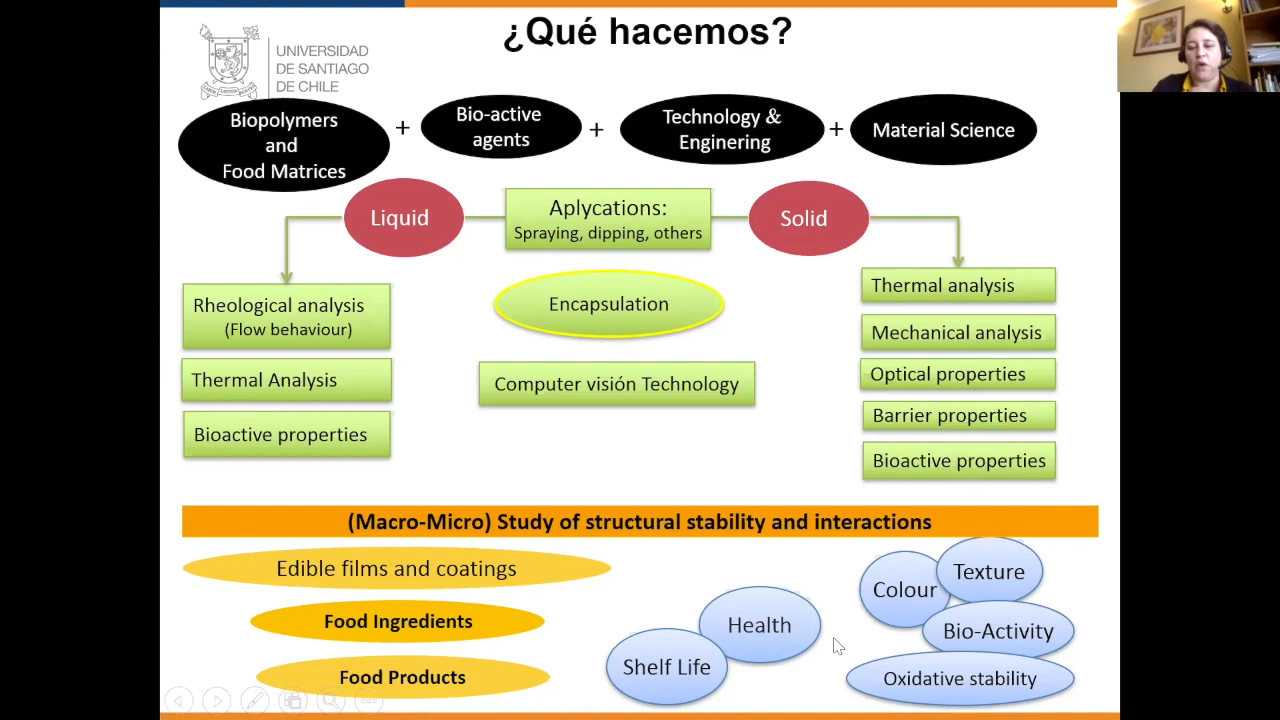 ¿Qué hacemos?
UNIVERSIDAD
DE SANTIAGO
DE CHILE
Biopolymers
and
Food Matrices
+
Bio-active
agents
+
Technology &
Enginering
+
Material Science
Liquid
Aplycations:
Spraying, dipping, others
Solid
Rheological analysis
(Flow behaviour)
Thermal Analysis
Bioactive properties
Encapsulation
Computer visión Technology
Thermal analysis
Mechanical analysis
Optical properties
Barrier properties
Bioactive properties
(Macro-Micro) Study of structural stability and interactions
Edible films and coatings
Food Ingredients
Food Products
Health
Shelf Life
Colour
Texture
Bio-Activity
Oxidative stability